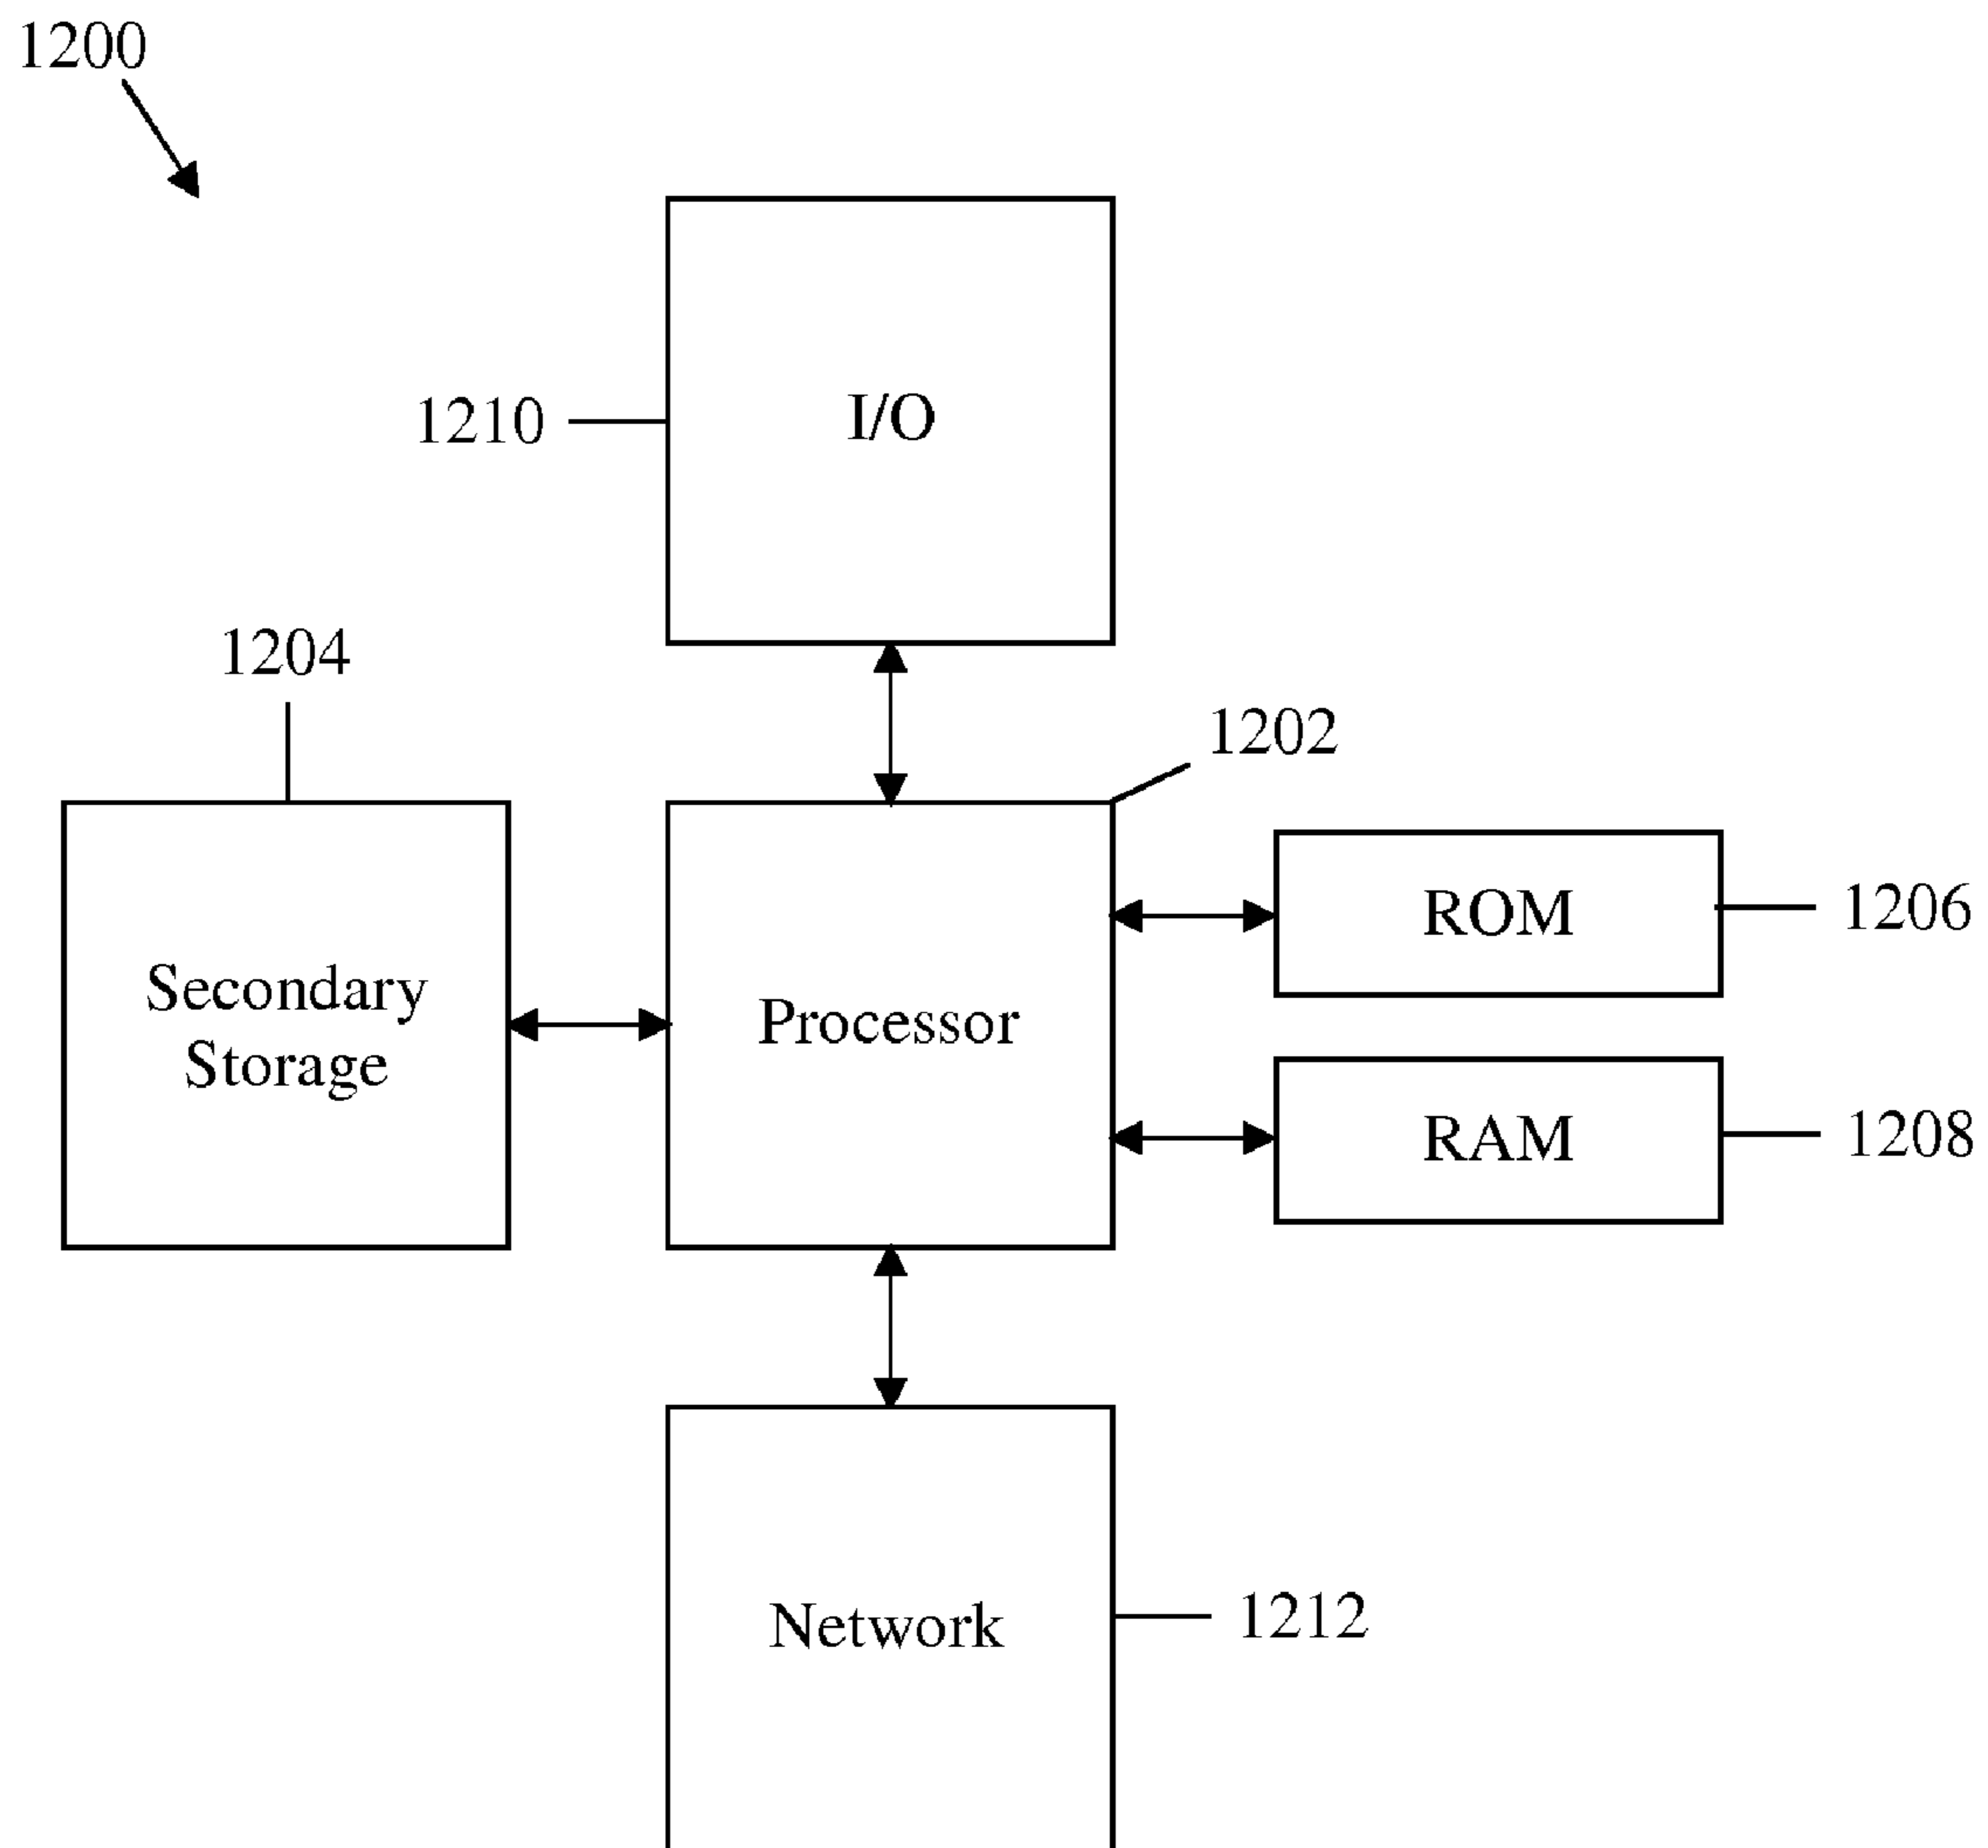 1200
1210
I/O
1204
1202
Secondary
Storage
Processor
ROM
1206
RAM
1208
Network
1212